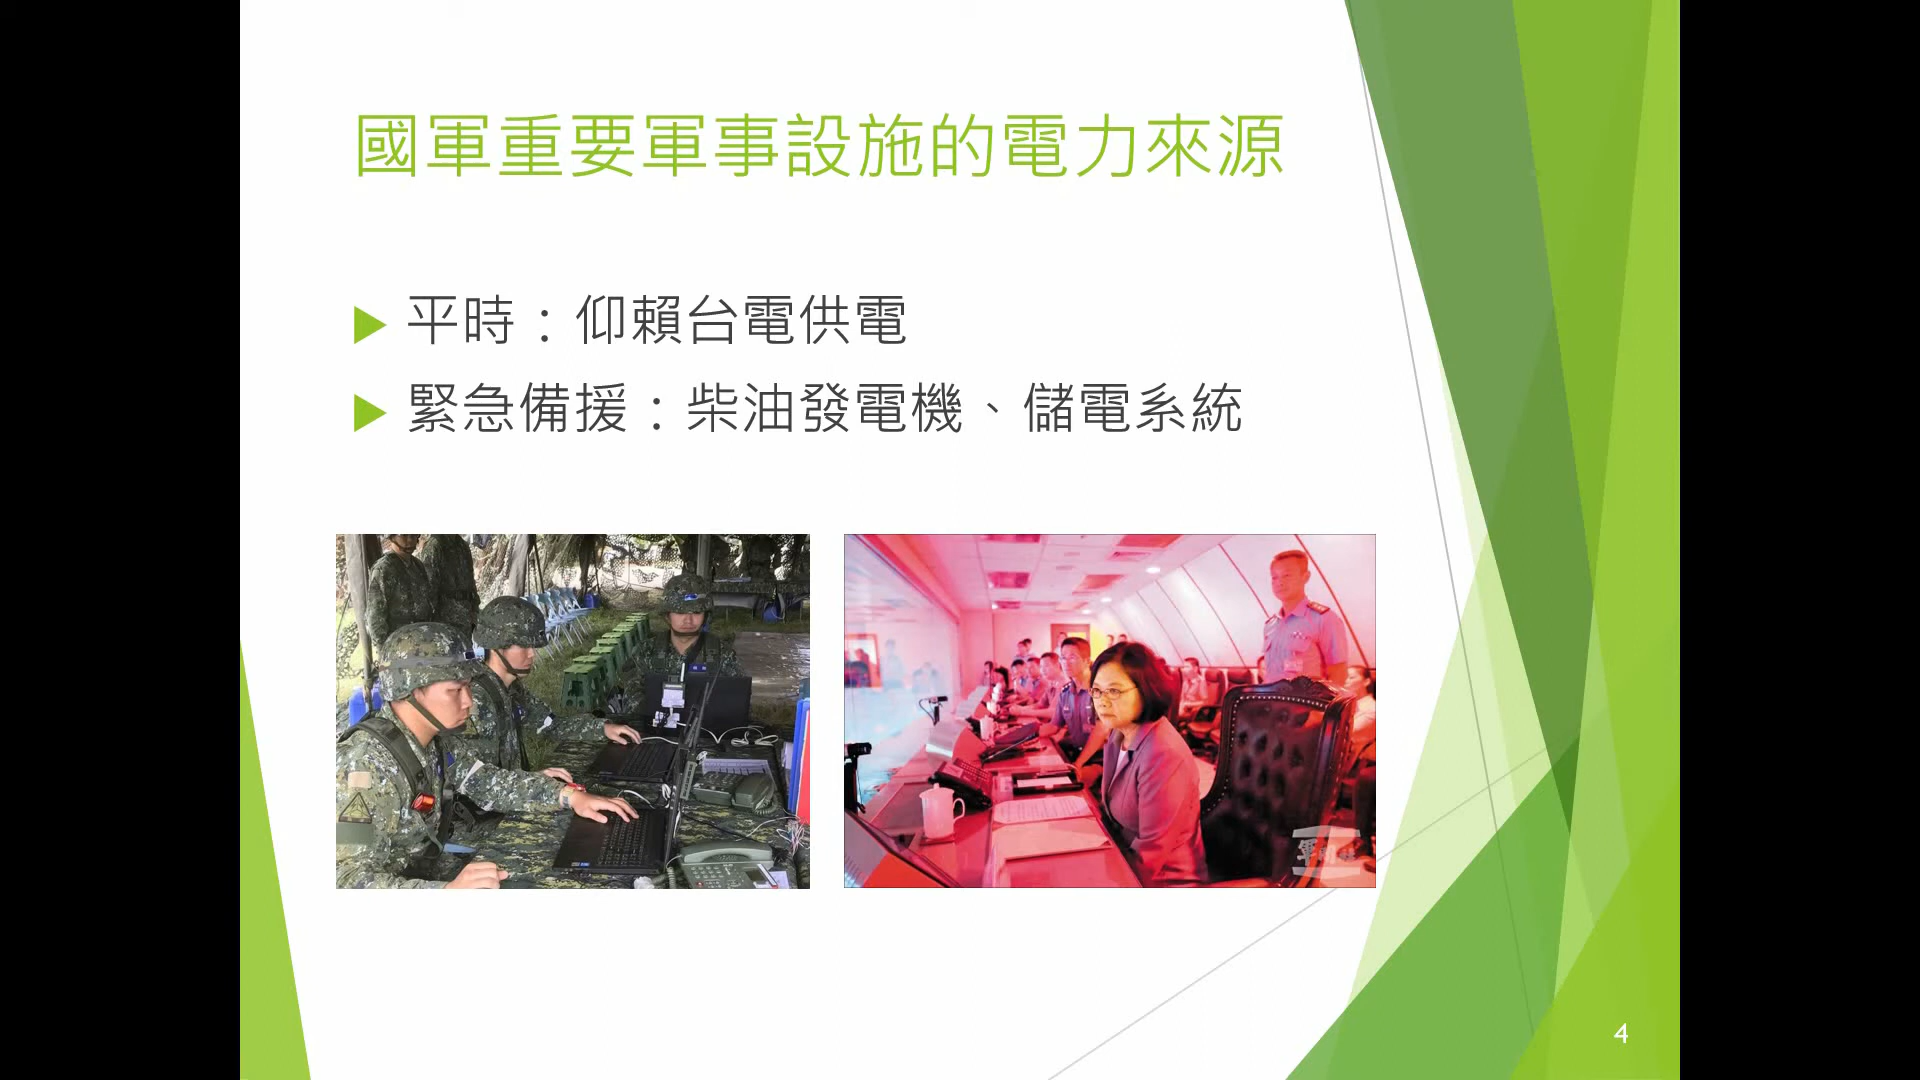 國軍重要軍事設施的電力來源
平時：仰賴台電供電
緊急備援：柴油發電機、儲電系統
4